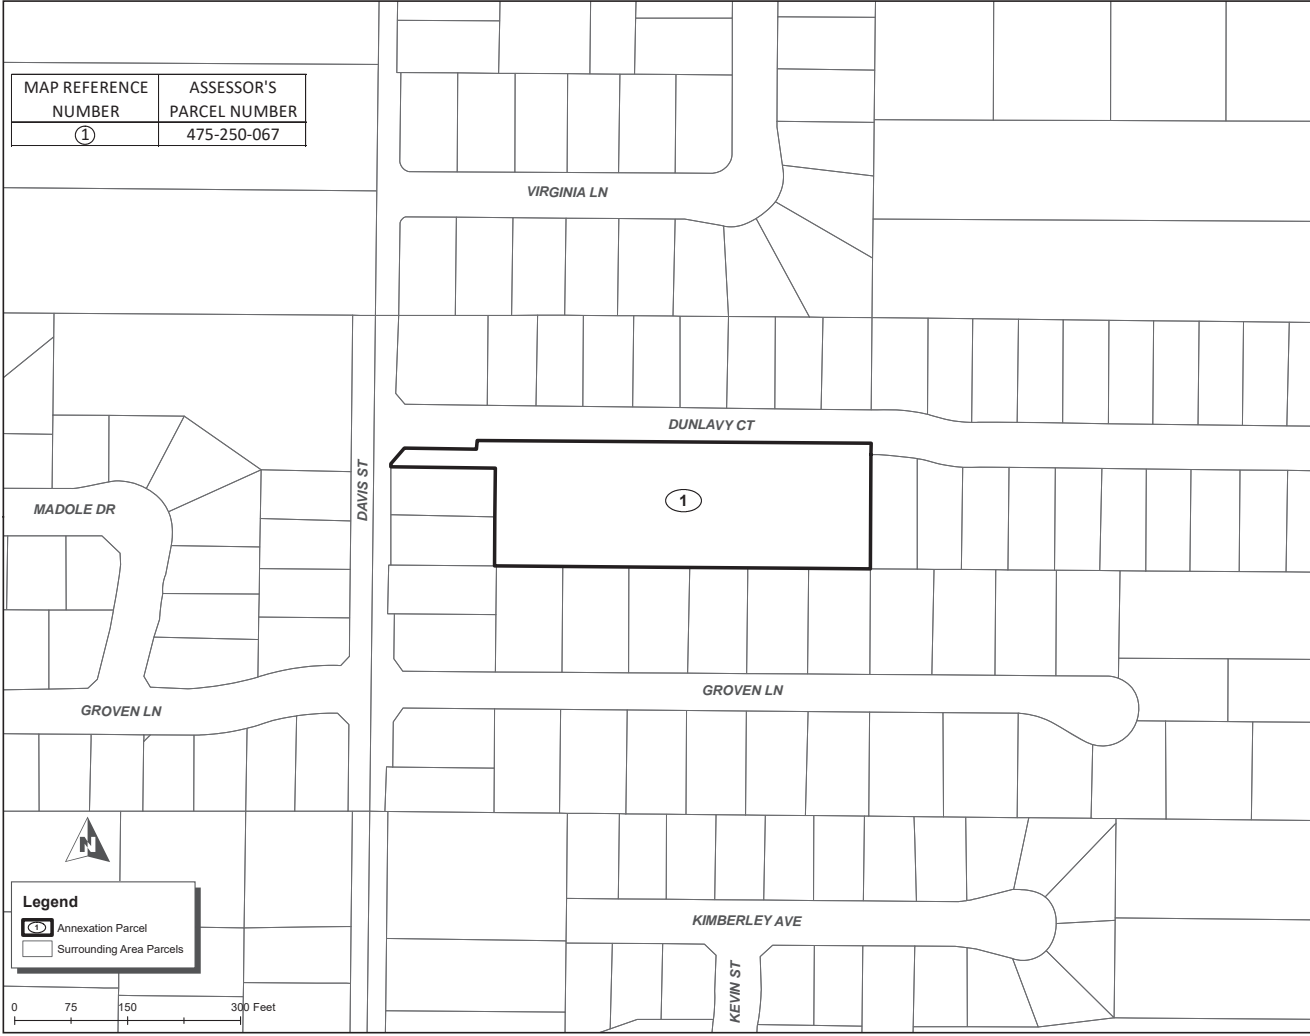 MAP REFERENCE NUMBER
ASSESSOR'S PARCEL NUMBER
1
475-250-067
VIRGINIA LN
DUNLAVY CT
DAVIS ST
1
MADOLE DR
GROVEN LN
GROVEN LN
N
KIMBERLEY AVE
KEVIN ST
Legend
1 Annexation Parcel
Surrounding Area Parcels
0 75 150 300 Feet